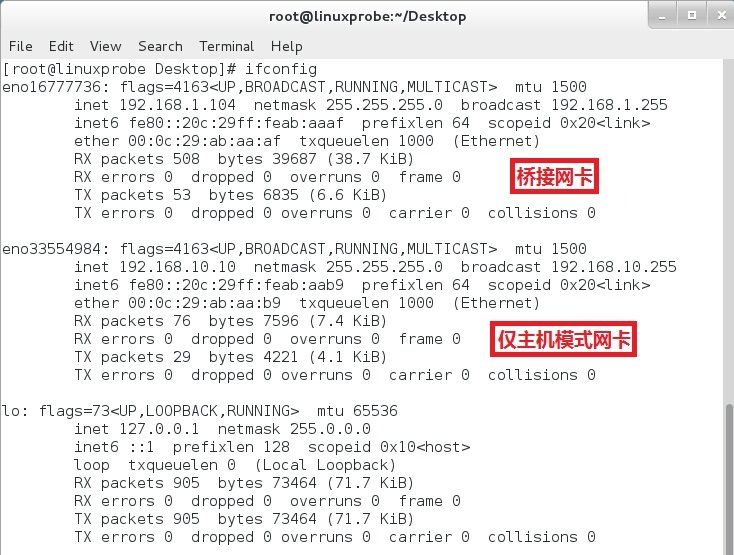 root@linuxprobe:~/Desktop
File Edit View Search Terminal Help
[root@linuxprobe Desktop]# ifconfig
eno16777736: flags=4163<UP,BROADCAST,RUNNING,MULTICAST>  mtu 1500
        inet 192.168.1.104  netmask 255.255.255.0  broadcast 192.168.1.255
        inet6 fe80::20c:29ff:feab:aaaf  prefixlen 64  scopeid 0x20<link>
        ether 00:0c:29:ab:aa:af  txqueuelen 1000  (Ethernet)
        RX packets 508  bytes 39687 (38.7 KiB)
        RX errors 0  dropped 0  overruns 0  frame 0
桥接网卡
        TX packets 53  bytes 6835 (6.6 KiB)
        TX errors 0  dropped 0 overruns 0  carrier 0  collisions 0
eno33554984: flags=4163<UP,BROADCAST,RUNNING,MULTICAST>  mtu 1500
        inet 192.168.10.10  netmask 255.255.255.0  broadcast 192.168.10.255
        inet6 fe80::20c:29ff:feab:aab9  prefixlen 64  scopeid 0x20<link>
        ether 00:0c:29:ab:aa:b9  txqueuelen 1000  (Ethernet)
        RX packets 76  bytes 7596 (7.4 KiB)
        RX errors 0  dropped 0  overruns 0  frame 0
仅主机模式网卡
        TX packets 29  bytes 4221 (4.1 KiB)
        TX errors 0  dropped 0 overruns 0  carrier 0  collisions 0
lo: flags=73<UP,LOOPBACK,RUNNING>  mtu 65536
        inet 127.0.0.1  netmask 255.0.0.0
        inet6 ::1  prefixlen 128  scopeid 0x10<host>
        loop  txqueuelen 0  (Local Loopback)
        RX packets 905  bytes 73464 (71.7 KiB)
        RX errors 0  dropped 0  overruns 0  frame 0
        TX packets 905  bytes 73464 (71.7 KiB)
        TX errors 0  dropped 0 overruns 0  carrier 0  collisions 0